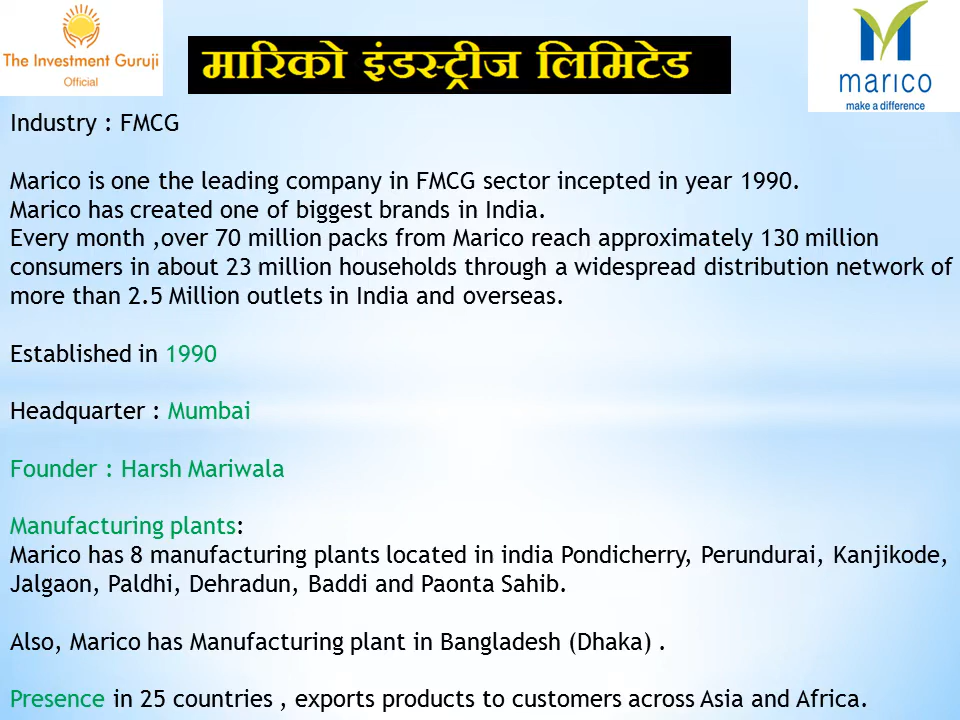 The Investment Guruji
Official
मारिको इंडस्ट्रीज लिमिटेड
marico
make a difference
Industry : FMCG
Marico is one the leading company in FMCG sector incepted in year 1990.
Marico has created one of biggest brands in India.
Every month ,over 70 million packs from Marico reach approximately 130 million
consumers in about 23 million households through a widespread distribution network of
more than 2.5 Million outlets in India and overseas.
Established in 1990
Headquarter : Mumbai
Founder : Harsh Mariwala
Manufacturing plants:
Marico has 8 manufacturing plants located in india Pondicherry, Perundurai, Kanjikode,
Jalgaon, Paldhi, Dehradun, Baddi and Paonta Sahib.
Also, Marico has Manufacturing plant in Bangladesh (Dhaka) .
Presence in 25 countries , exports products to customers across Asia and Africa.